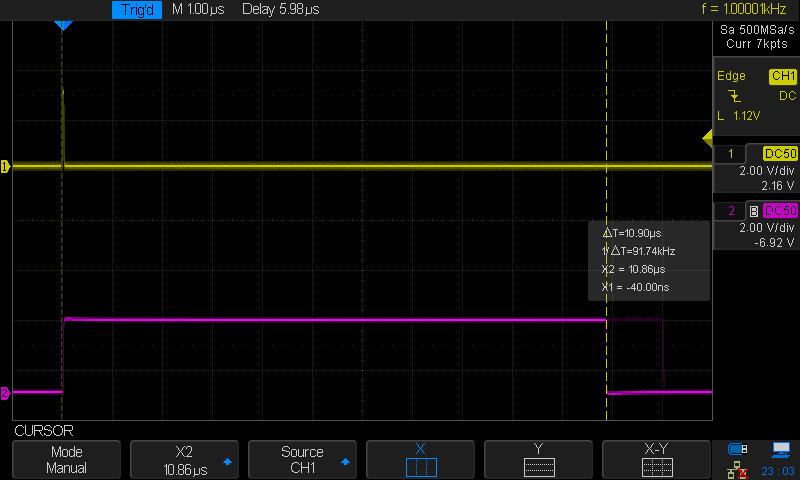 Trig'd M 1.00µs Delay 5.98µs f = 1.00001kHz
Sa 500MSa/s
Curr 7kpts
Edge CH1
DC
L 1.12V
1 DC50
2.00 V/div
2.16 V
2 B DC50
2.00 V/div
-6.92 V
1
△T=10.90µs
1/△T=91.74kHz
X2 = 10.86µs
X1 = -40.00ns
2
CURSOR
Mode
Manual
X2
10.86µs
Source
CH1
X
Y
X-Y
23:03